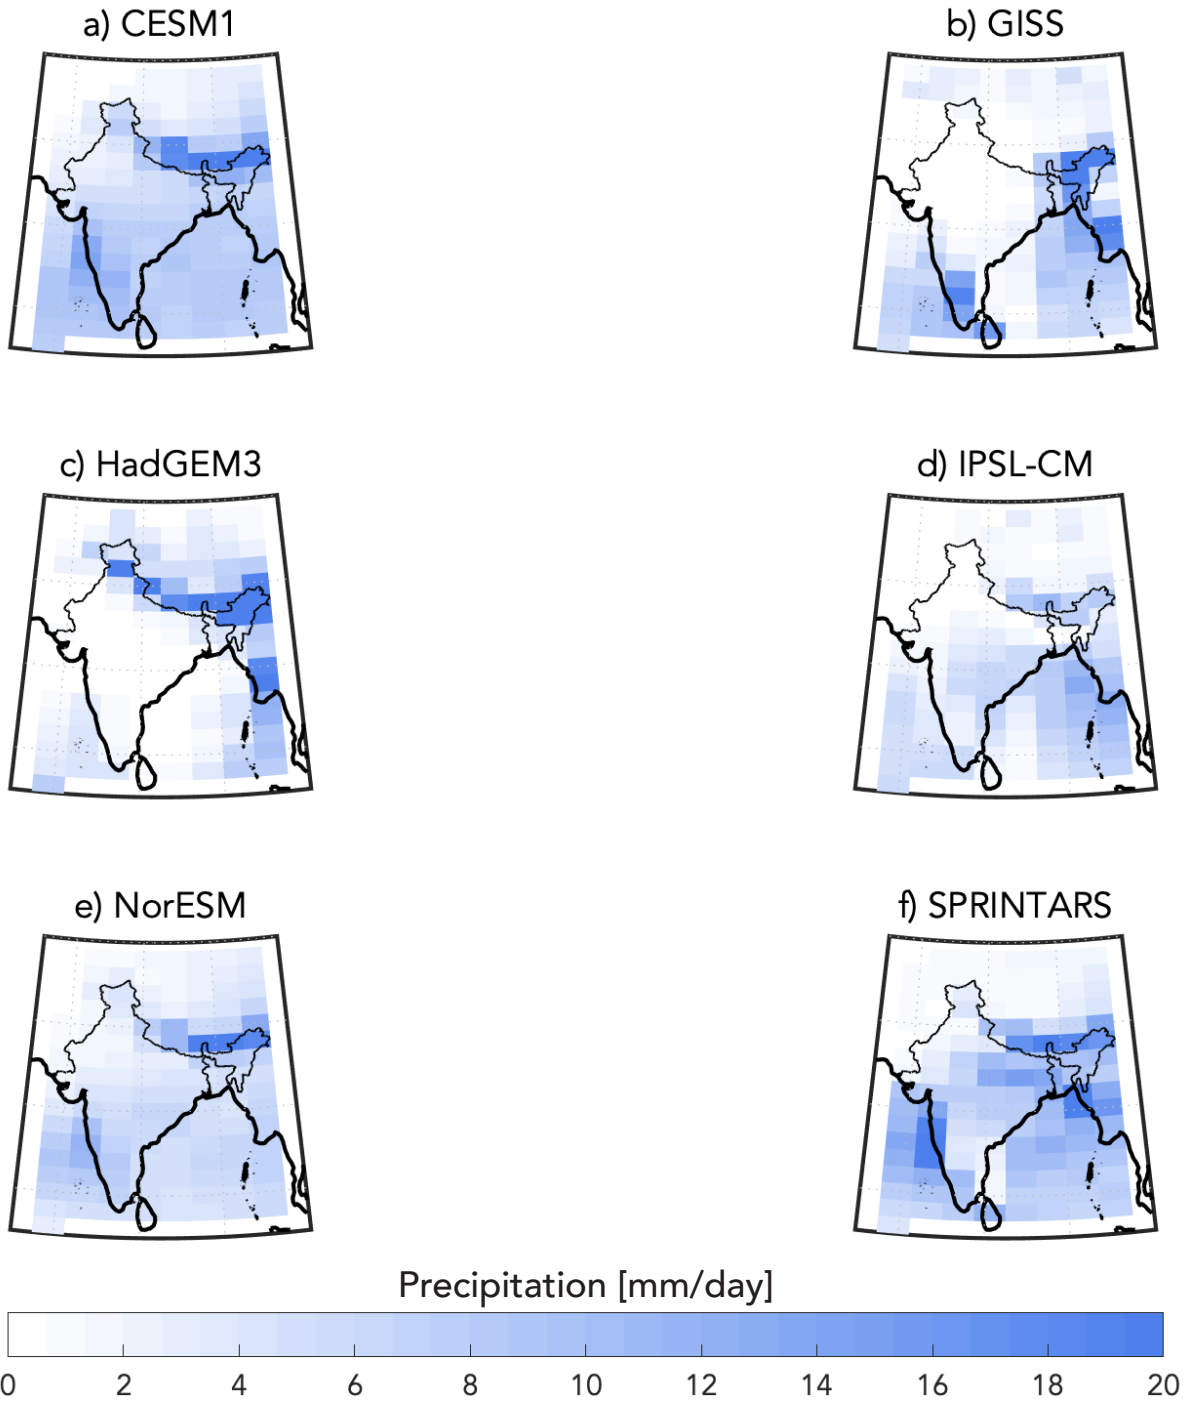 a) CESM1
b) GISS
c) HadGEM3
d) IPSL-CM
e) NorESM
f) SPRINTARS
Precipitation [mm/day]
0 2 4 6 8 10 12 14 16 18 20